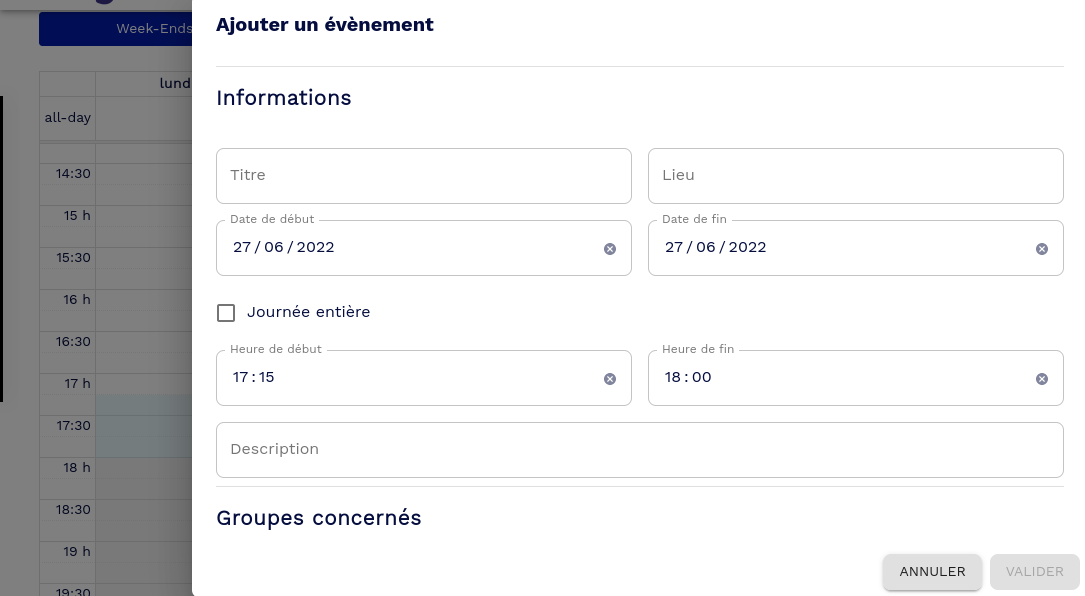 Ajouter un évènement
Week-Ends
Informations
lund
all-day
14:30
15 h
15:30
16 h
16:30
17 h
17:30
18 h
18:30
19 h
19:30
Titre
Lieu
Date de début
27/06/2022
Date de fin
27/06/2022
Journée entière
Heure de début
17:15
Heure de fin
18:00
Description
Groupes concernés
ANNULER
VALIDER